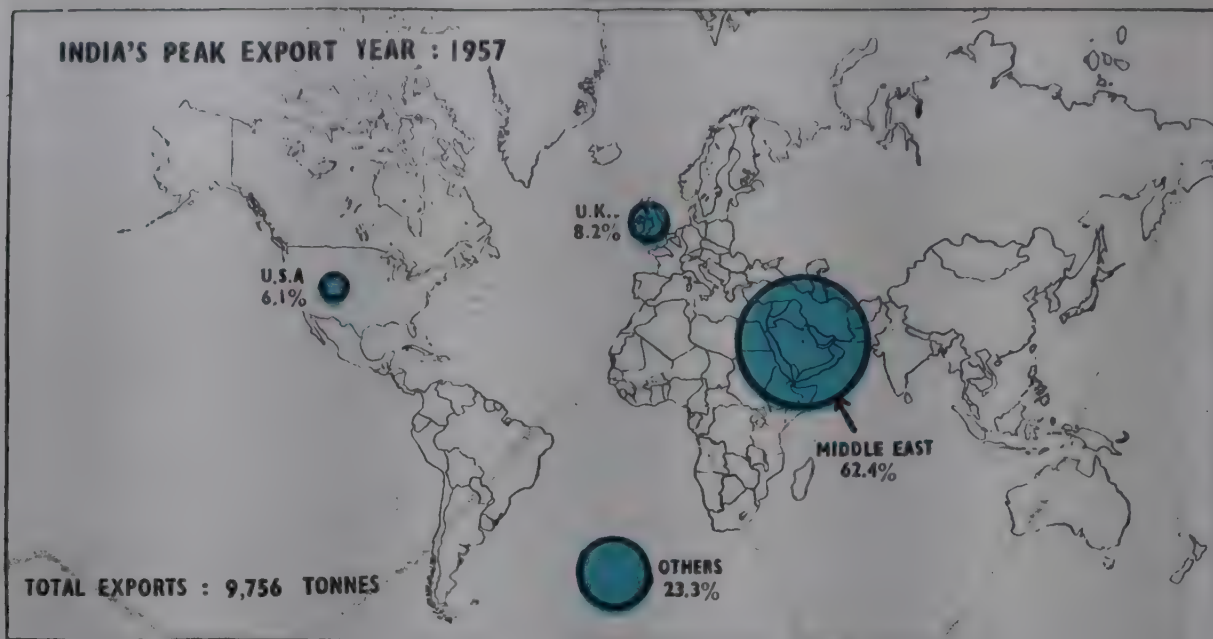 INDIA'S PEAK EXPORT YEAR : 1957
U.K..
8.2%
U.S.A
6.1%
MIDDLE EAST
62.4%
OTHERS
23.3%
TOTAL EXPORTS : 9,756 TONNES